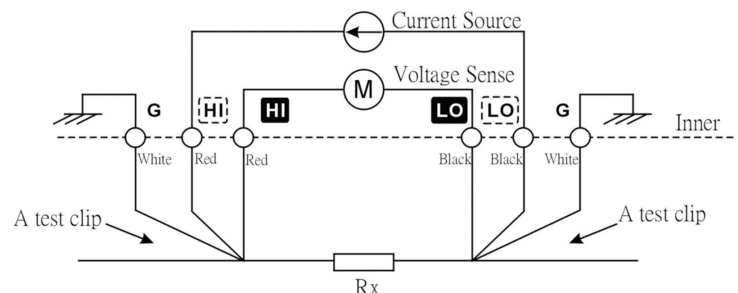 Current Source
Voltage Sense
M
G HI HI LO LO G
Inner
White Red Red Black Black White
A test clip A test clip
Rx